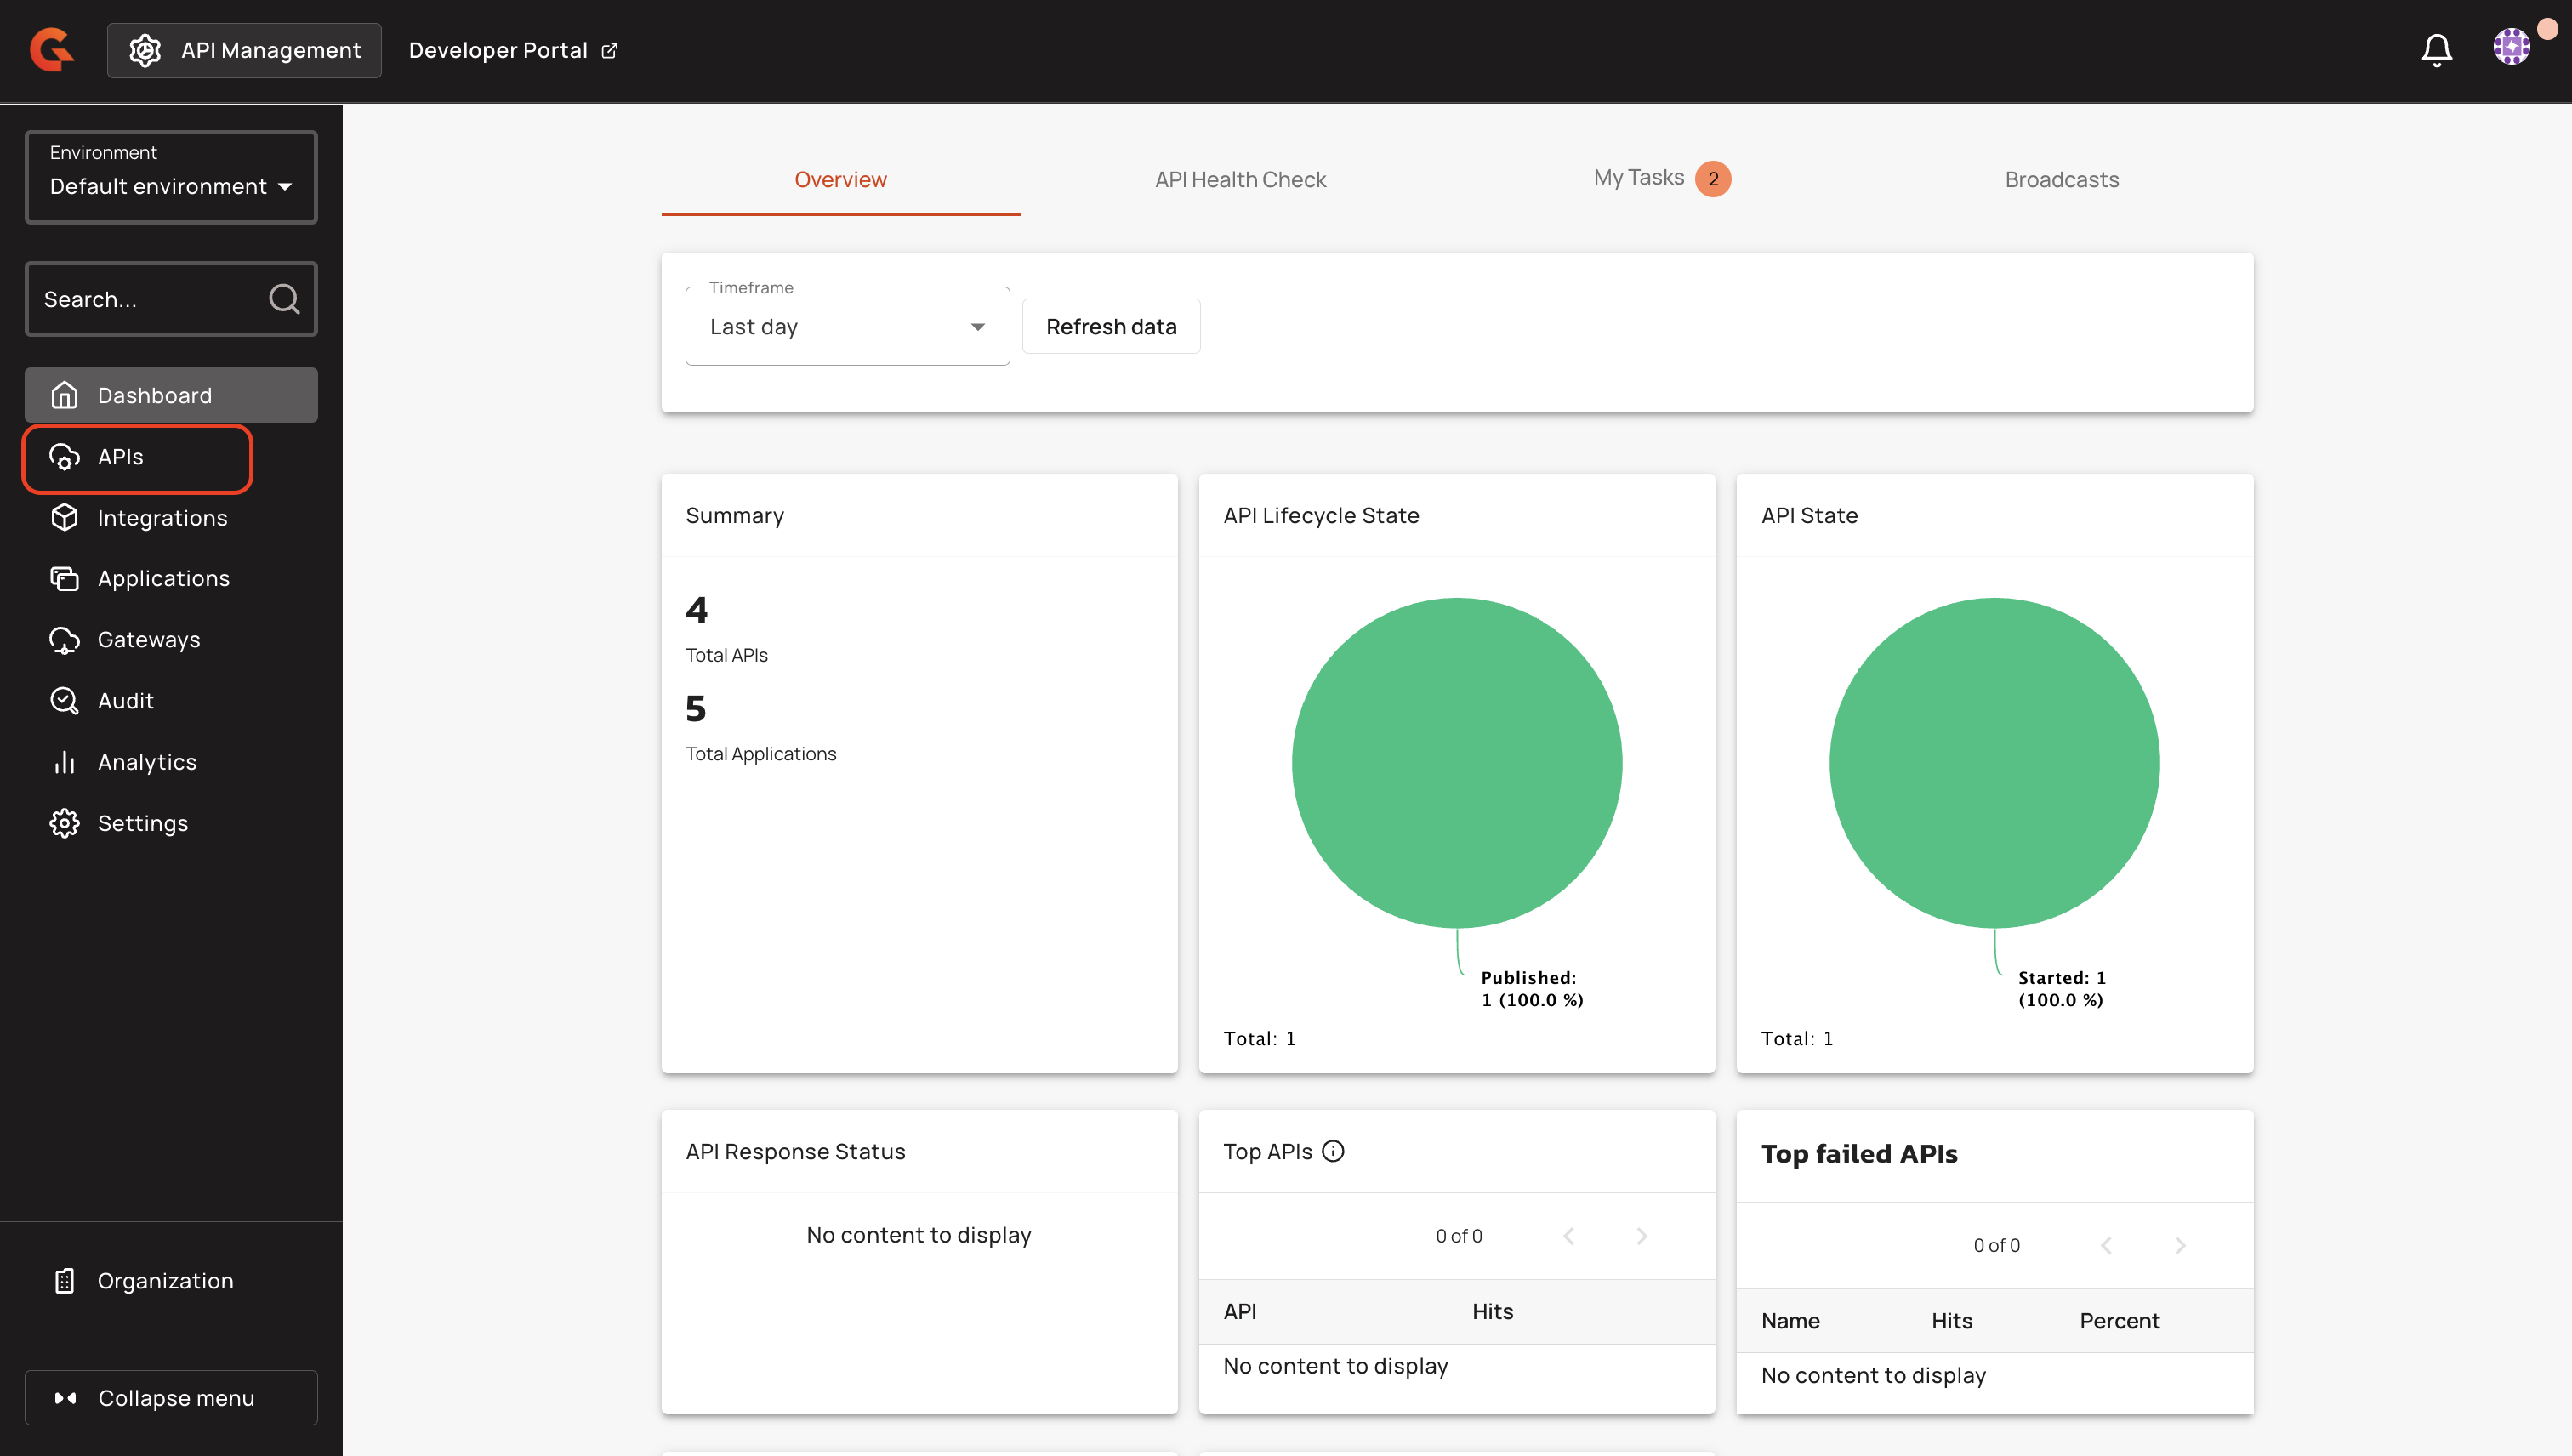 API Management
Developer Portal
Environment
Default environment
Search...
Dashboard
APIs
Integrations
Applications
Gateways
Audit
Analytics
Settings
Organization
Collapse menu
Overview
API Health Check
My Tasks 2
Broadcasts
Timeframe
Last day
Refresh data
Summary
4
Total APIs
5
Total Applications
API Lifecycle State
Published:
1 (100.0 %)
Total: 1
API State
Started: 1
(100.0 %)
Total: 1
API Response Status
No content to display
Top APIs
0 of 0
API Hits
No content to display
Top failed APIs
0 of 0
Name Hits Percent
No content to display